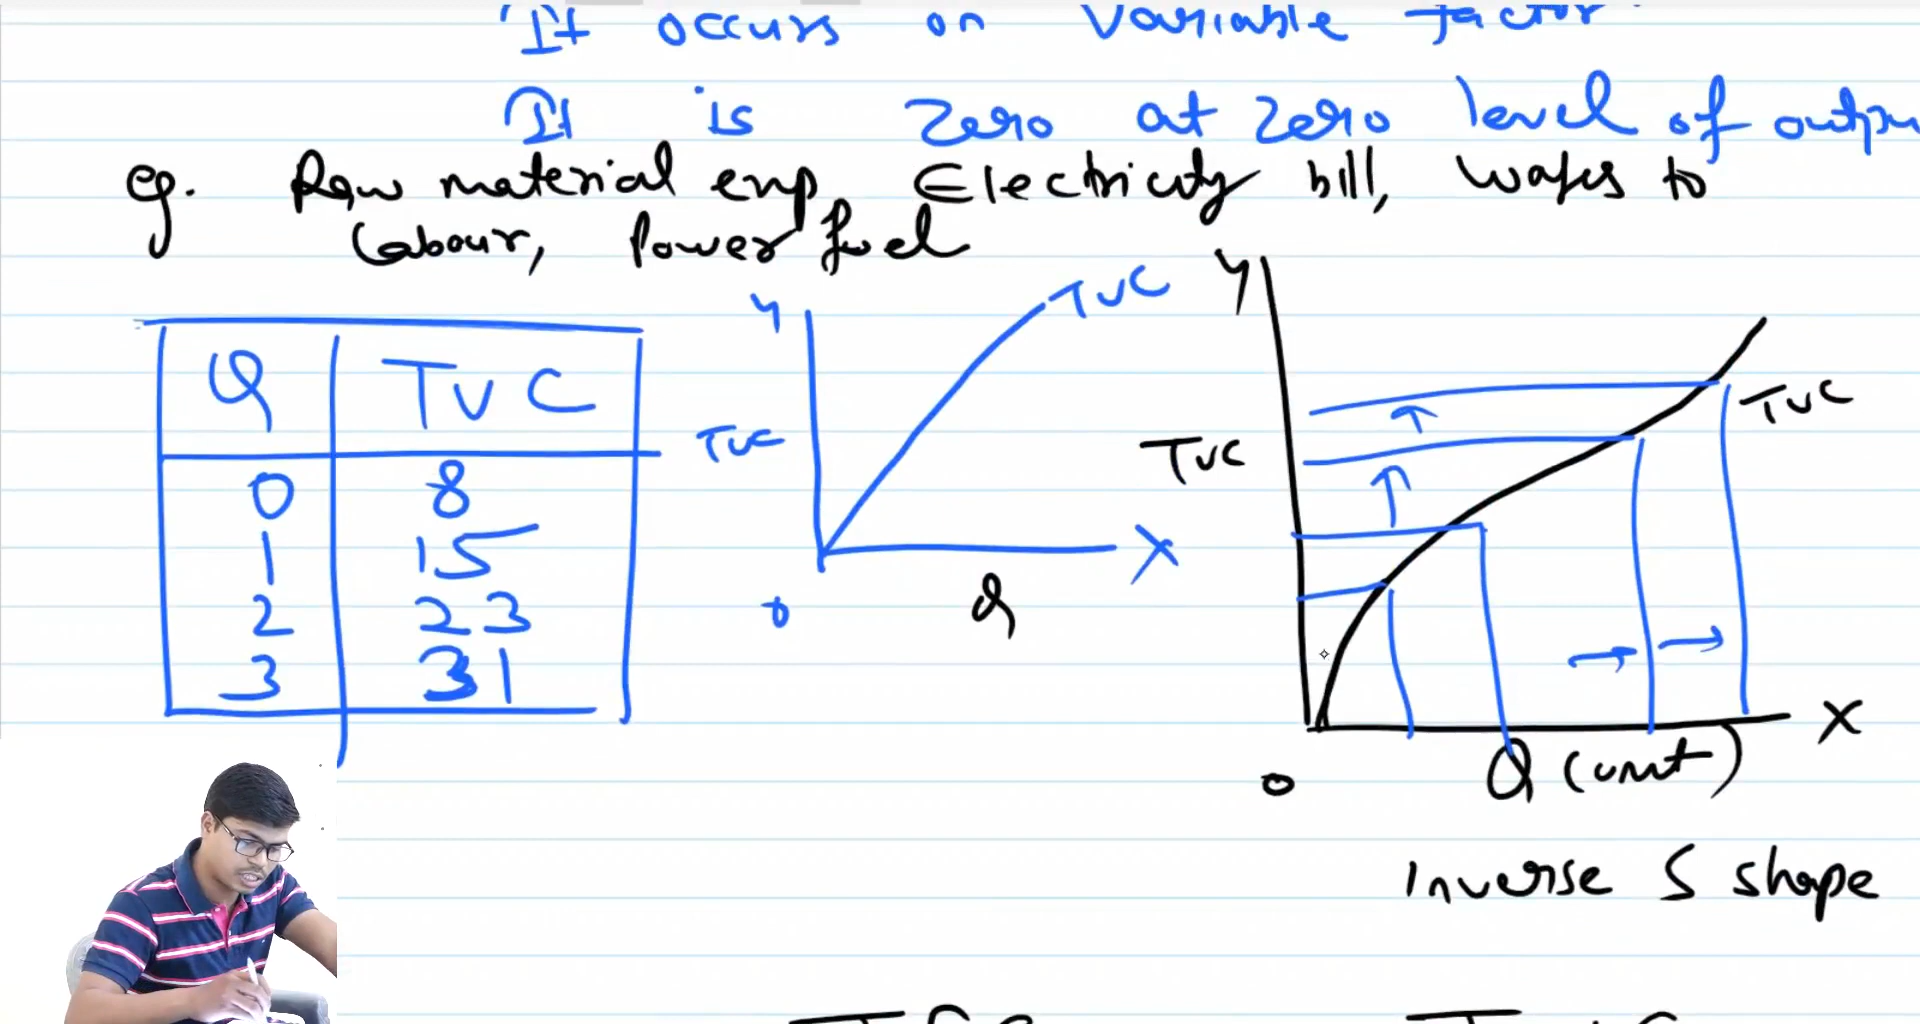 It occurs on Variable factor.
It is Zero at Zero level of outpu
eg. Raw material exp, Electricity bill, wages to
Labour, Power fuel
Q TVC
0 8
1 15
2 23
3 31
Y
TVC
TVC
X
0
Q
Y
TVC
TVC
X
0
Q (unit)
Inverse S shape